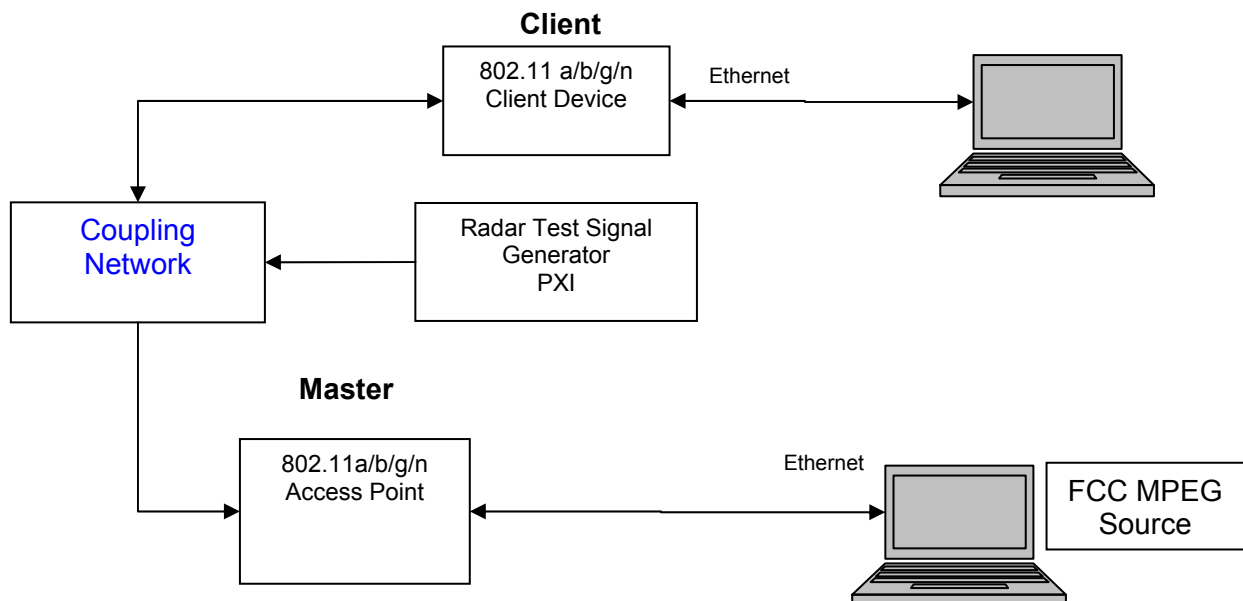 Client
802.11 a/b/g/n
Client Device
Ethernet
Coupling
Network
Radar Test Signal
Generator
PXI
Master
802.11a/b/g/n
Access Point
Ethernet
FCC MPEG
Source